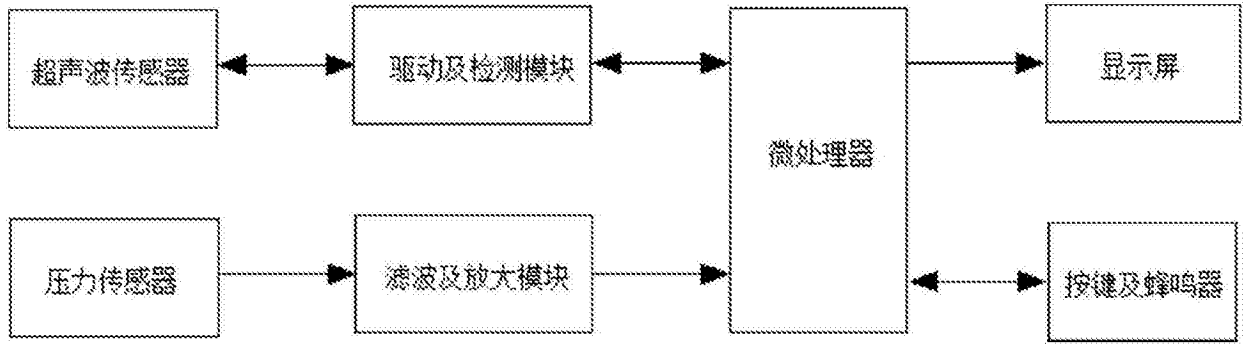 超声波传感器
驱动及检测模块
微处理器
显示屏
压力传感器
滤波及放大模块
按键及蜂鸣器